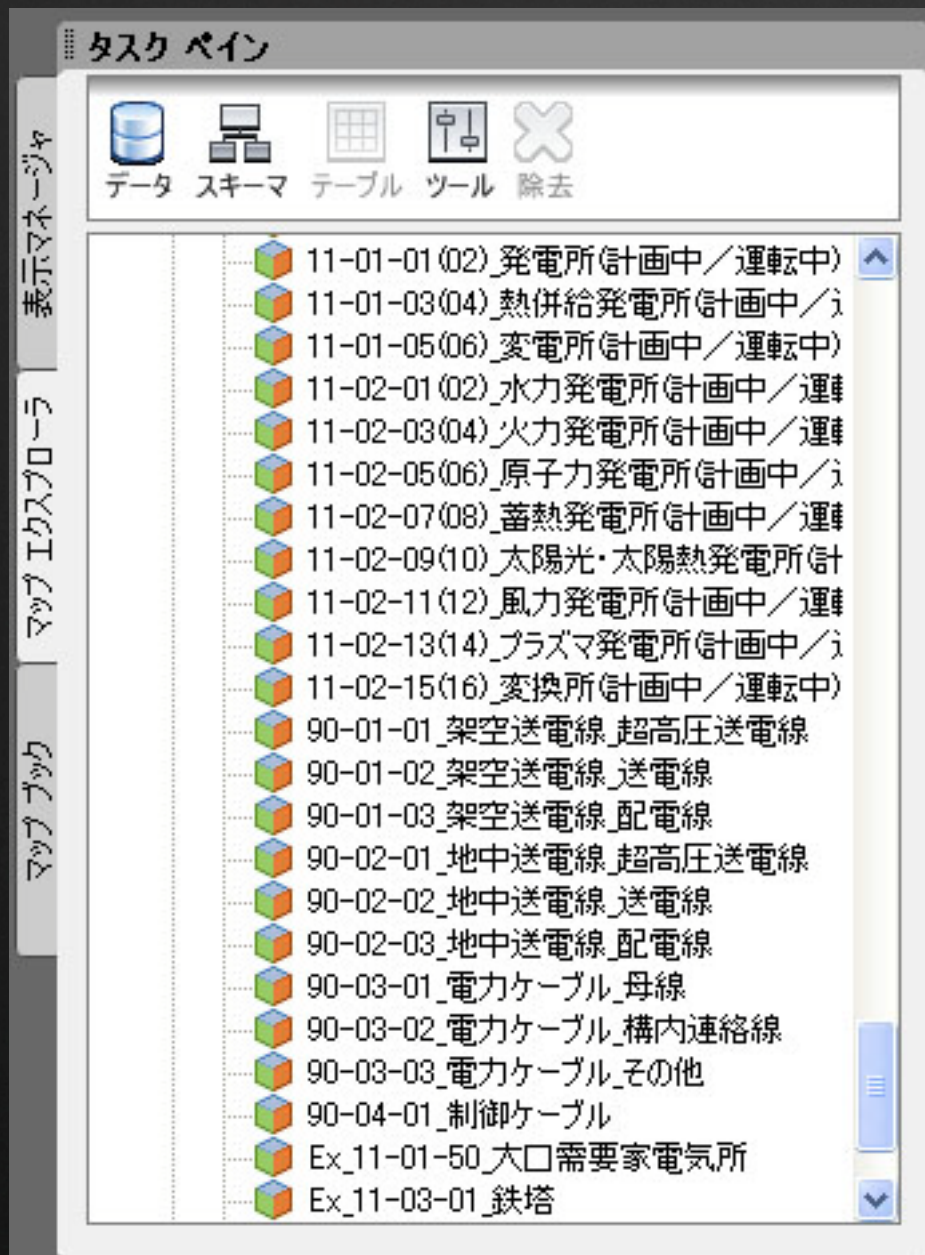 タスク ペイン
データ スキーマ テーブル ツール 除去
表示マネージャ
マップ エクスプローラ
マップ ブック
11-01-01(02)_発電所(計画中／運転中)
11-01-03(04)_熱併給発電所(計画中／
11-01-05(06)_変電所(計画中／運転中)
11-02-01(02)_水力発電所(計画中／運
11-02-03(04)_火力発電所(計画中／運
11-02-05(06)_原子力発電所(計画中／
11-02-07(08)_蓄熱発電所(計画中／運
11-02-09(10)_太陽光・太陽熱発電所(計
11-02-11(12)_風力発電所(計画中／運
11-02-13(14)_プラズマ発電所(計画中／
11-02-15(16)_変換所(計画中／運転中)
90-01-01_架空送電線_超高圧送電線
90-01-02_架空送電線_送電線
90-01-03_架空送電線_配電線
90-02-01_地中送電線_超高圧送電線
90-02-02_地中送電線_送電線
90-02-03_地中送電線_配電線
90-03-01_電力ケーブル_母線
90-03-02_電力ケーブル_構内連絡線
90-03-03_電力ケーブル_その他
90-04-01_制御ケーブル
Ex_11-01-50_大口需要家電気所
Ex_11-03-01_鉄塔